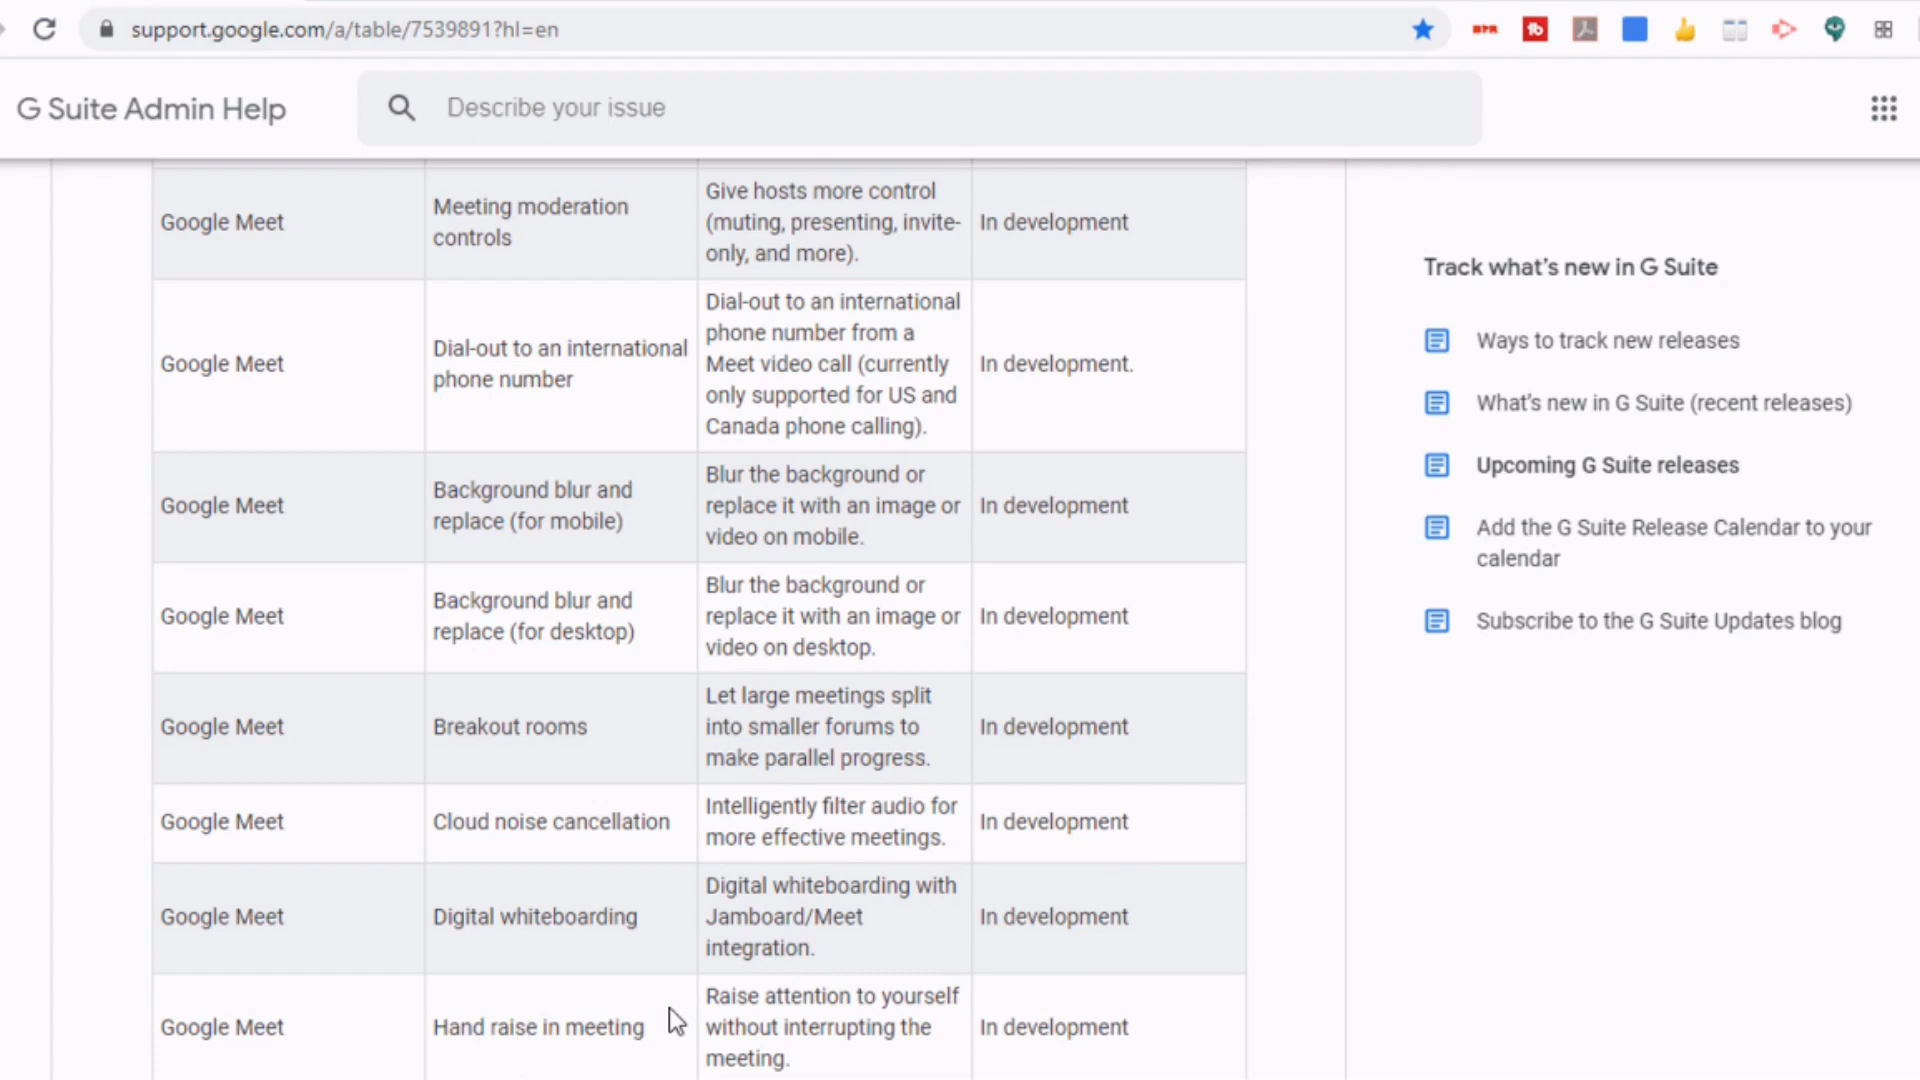 support.google.com/a/table/7539891?hl=en
G Suite Admin Help
Describe your issue
Google Meet
Meeting moderation
controls
Give hosts more control
(muting, presenting, invite-
only, and more).
In development
Google Meet
Dial-out to an international
phone number
Dial-out to an international
phone number from a
Meet video call (currently
only supported for US and
Canada phone calling).
In development.
Google Meet
Background blur and
replace (for mobile)
Blur the background or
replace it with an image or
video on mobile.
In development
Google Meet
Background blur and
replace (for desktop)
Blur the background or
replace it with an image or
video on desktop.
In development
Google Meet
Breakout rooms
Let large meetings split
into smaller forums to
make parallel progress.
In development
Google Meet
Cloud noise cancellation
Intelligently filter audio for
more effective meetings.
In development
Google Meet
Digital whiteboarding
Digital whiteboarding with
Jamboard/Meet
integration.
In development
Google Meet
Hand raise in meeting
Raise attention to yourself
without interrupting the
meeting.
In development
Track what's new in G Suite
Ways to track new releases
What's new in G Suite (recent releases)
Upcoming G Suite releases
Add the G Suite Release Calendar to your
calendar
Subscribe to the G Suite Updates blog